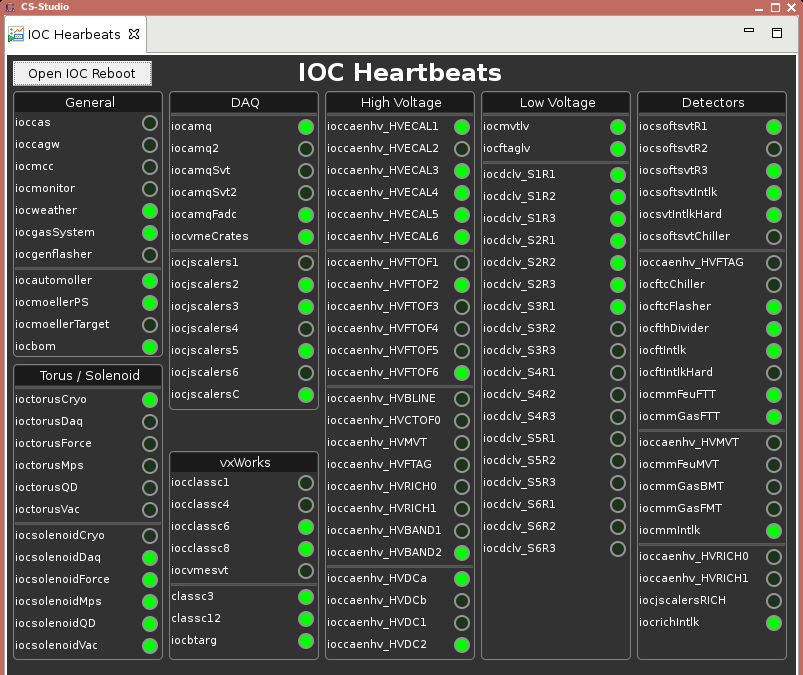 CS-Studio
IOC Hearbeats
Open IOC Reboot
IOC Heartbeats
General
ioccas
ioccagw
iocmcc
iocmonitor
iocweather
iocgasSystem
iocgenflasher
iocautomoller
iocmoellerPS
iocmoellerTarget
iocbom
Torus / Solenoid
ioctorusCryo
ioctorusDaq
ioctorusForce
ioctorusMps
ioctorusQD
ioctorusVac
iocsolenoidCryo
iocsolenoidDaq
iocsolenoidForce
iocsolenoidMps
iocsolenoidQD
iocsolenoidVac
DAQ
iocamq
iocamq2
iocamqSvt
iocamqSvt2
iocamqFadc
iocvmeCrates
iocjscalers1
iocjscalers2
iocjscalers3
iocjscalers4
iocjscalers5
iocjscalers6
iocjscalersC
vxWorks
iocclassc1
iocclassc4
iocclassc6
iocclassc8
iocvmesvt
classc3
classc12
iocbtarg
High Voltage
ioccaenhv_HVECAL1
ioccaenhv_HVECAL2
ioccaenhv_HVECAL3
ioccaenhv_HVECAL4
ioccaenhv_HVECAL5
ioccaenhv_HVECAL6
ioccaenhv_HVFTOF1
ioccaenhv_HVFTOF2
ioccaenhv_HVFTOF3
ioccaenhv_HVFTOF4
ioccaenhv_HVFTOF5
ioccaenhv_HVFTOF6
ioccaenhv_HVBLINE
ioccaenhv_HVCTOF0
ioccaenhv_HVMVT
ioccaenhv_HVFTAG
ioccaenhv_HVRICH0
ioccaenhv_HVRICH1
ioccaenhv_HVBAND1
ioccaenhv_HVBAND2
ioccaenhv_HVDCa
ioccaenhv_HVDCb
ioccaenhv_HVDC1
ioccaenhv_HVDC2
Low Voltage
iocmvtlv
iocftaglv
iocdclv_S1R1
iocdclv_S1R2
iocdclv_S1R3
iocdclv_S2R1
iocdclv_S2R2
iocdclv_S2R3
iocdclv_S3R1
iocdclv_S3R2
iocdclv_S3R3
iocdclv_S4R1
iocdclv_S4R2
iocdclv_S4R3
iocdclv_S5R1
iocdclv_S5R2
iocdclv_S5R3
iocdclv_S6R1
iocdclv_S6R2
iocdclv_S6R3
Detectors
iocsoftsvtR1
iocsoftsvtR2
iocsoftsvtR3
iocsoftsvtIntlk
iocsvtIntlkHard
iocsoftsvtChiller
ioccaenhv_HVFTAG
iocftcChiller
iocftcFlasher
iocfthDivider
iocftIntlk
iocftIntlkHard
iocmmFeuFTT
iocmmGasFTT
ioccaenhv_HVMVT
iocmmFeuMVT
iocmmGasBMT
iocmmGasFMT
iocmmIntlk
ioccaenhv_HVRICH0
ioccaenhv_HVRICH1
iocjscalersRICH
iocrichIntlk